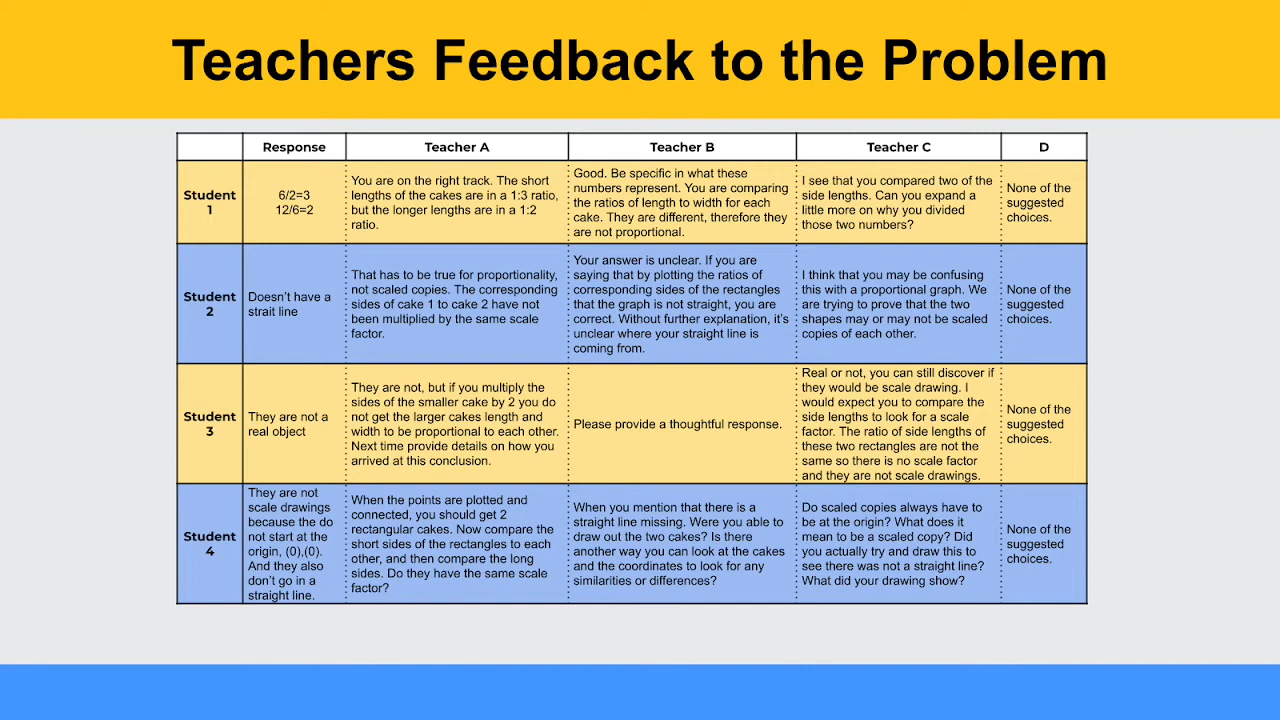 Teachers Feedback to the Problem
Response
Teacher A
Teacher B
Teacher C
D
Student
1
6/2=3
12/6=2
You are on the right track. The short
lengths of the cakes are in a 1:3 ratio,
but the longer lengths are in a 1:2
ratio.
Good. Be specific in what these
numbers represent. You are comparing
the ratios of length to width for each
cake. They are different, therefore they
are not proportional.
I see that you compared two of the
side lengths. Can you expand a
little more on why you divided
those two numbers?
None of the
suggested
choices.
Student
2
Doesn't have a
strait line
That has to be true for proportionality,
not scaled copies. The corresponding
sides of cake 1 to cake 2 have not
been multiplied by the same scale
factor.
Your answer is unclear. If you are
saying that by plotting the ratios of
corresponding sides of the rectangles
that the graph is not straight, you are
correct. Without further explanation, it's
unclear where your straight line is
coming from.
I think that you may be confusing
this with a proportional graph. We
are trying to prove that the two
shapes may or may not be scaled
copies of each other.
None of the
suggested
choices.
Student
3
They are not a
real object
They are not, but if you multiply the
sides of the smaller cake by 2 you do
not get the larger cakes length and
width to be proportional to each other.
Next time provide details on how you
arrived at this conclusion.
Please provide a thoughtful response.
Real or not, you can still discover if
they would be scale drawing. I
would expect you to compare the
side lengths to look for a scale
factor. The ratio of side lengths of
these two rectangles are not the
same so there is no scale factor
and they are not scale drawings.
None of the
suggested
choices.
Student
4
They are not
scale drawings
because the do
not start at the
origin, (0),(0).
And they also
don't go in a
straight line.
When the points are plotted and
connected, you should get 2
rectangular cakes. Now compare the
short sides of the rectangles to each
other, and then compare the long
sides. Do they have the same scale
factor?
When you mention that there is a
straight line missing. Were you able to
draw out the two cakes? Is there
another way you can look at the cakes
and the coordinates to look for any
similarities or differences?
Do scaled copies always have to
be at the origin? What does it
mean to be a scaled copy? Did
you actually try and draw this to
see there was not a straight line?
What did your drawing show?
None of the
suggested
choices.